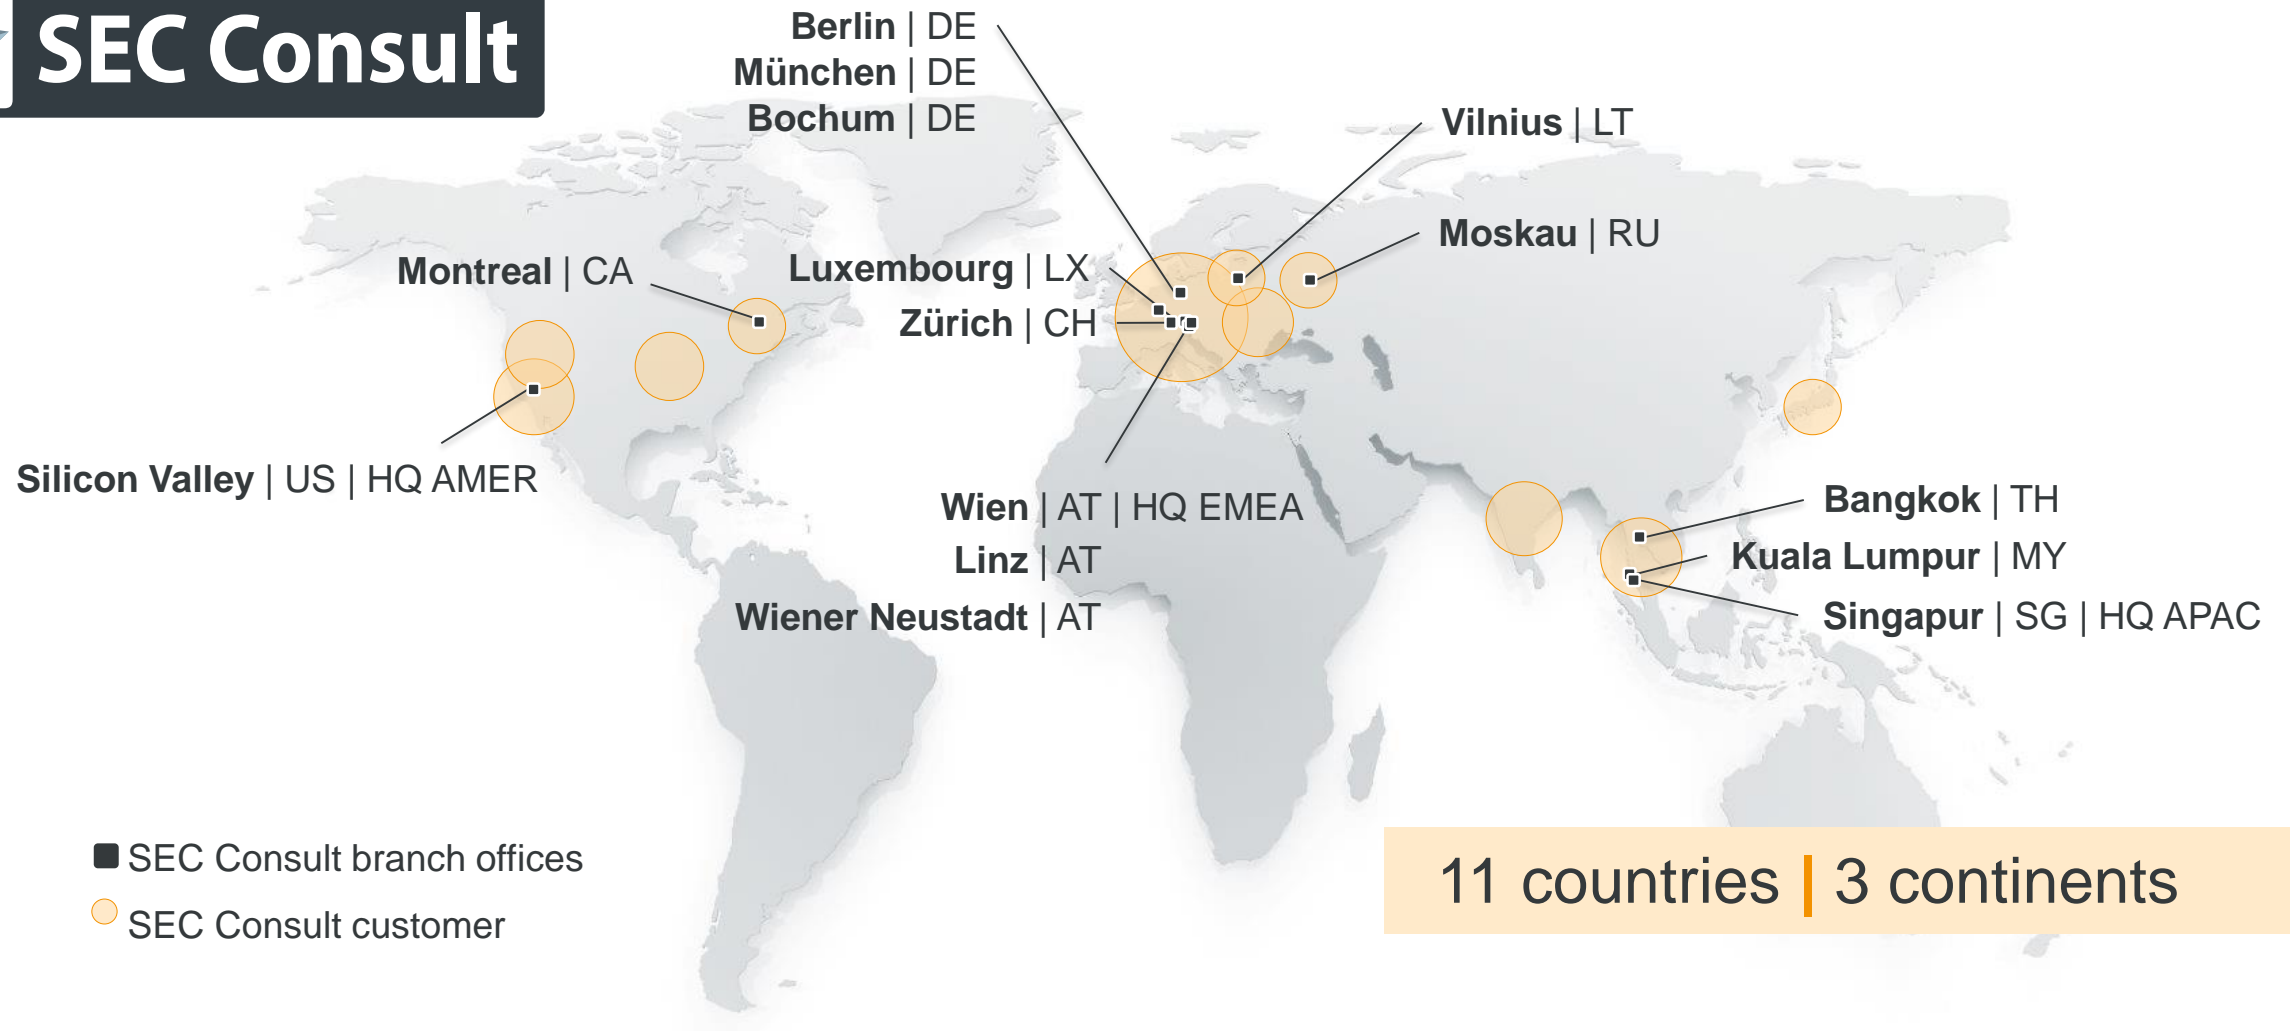 SEC Consult
Berlin | DE
München | DE
Bochum | DE
Vilnius | LT
Moskau | RU
Montreal | CA
Luxembourg | LX
Zürich | CH
Silicon Valley | US | HQ AMER
Wien | AT | HQ EMEA
Linz | AT
Wiener Neustadt | AT
Bangkok | TH
Kuala Lumpur | MY
Singapur | SG | HQ APAC
SEC Consult branch offices
SEC Consult customer
11 countries | 3 continents